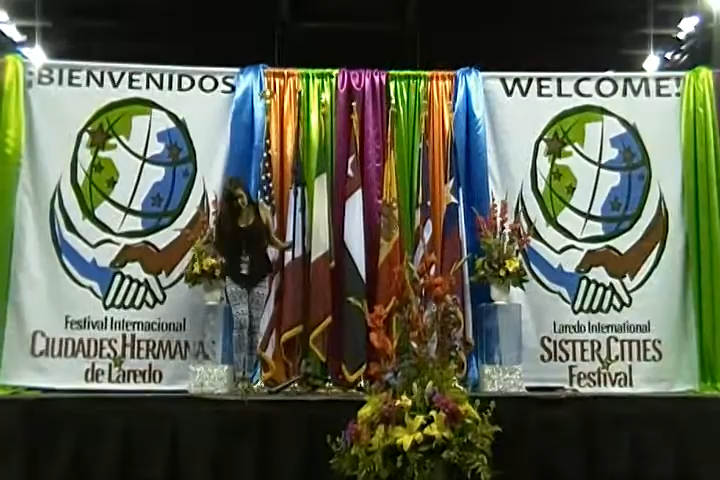 ¡BIENVENIDOS
Festival Internacional
CIUDADES HERMANAS
de Laredo
WELCOME!
Laredo International
SISTER CITIES
Festival